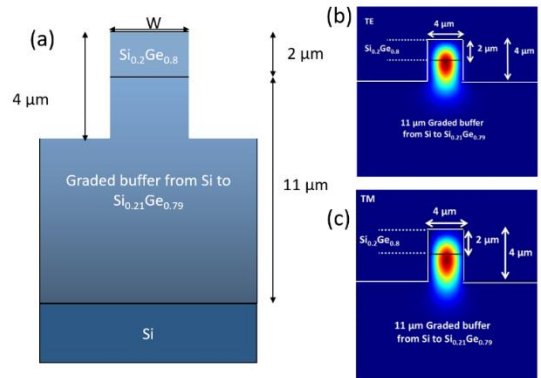 (a)
W
Si0.2Ge0.8
2 μm
4 μm
Graded buffer from Si to
Si0.21Ge0.79
11 μm
Si
(b)
TE
4 μm
Si0.2Ge0.8
2 μm
4 μm
11 μm Graded buffer
from Si to Si0.21Ge0.79
(c)
TM
4 μm
Si0.2Ge0.8
2 μm
4 μm
11 μm Graded buffer
from Si to Si0.21Ge0.79